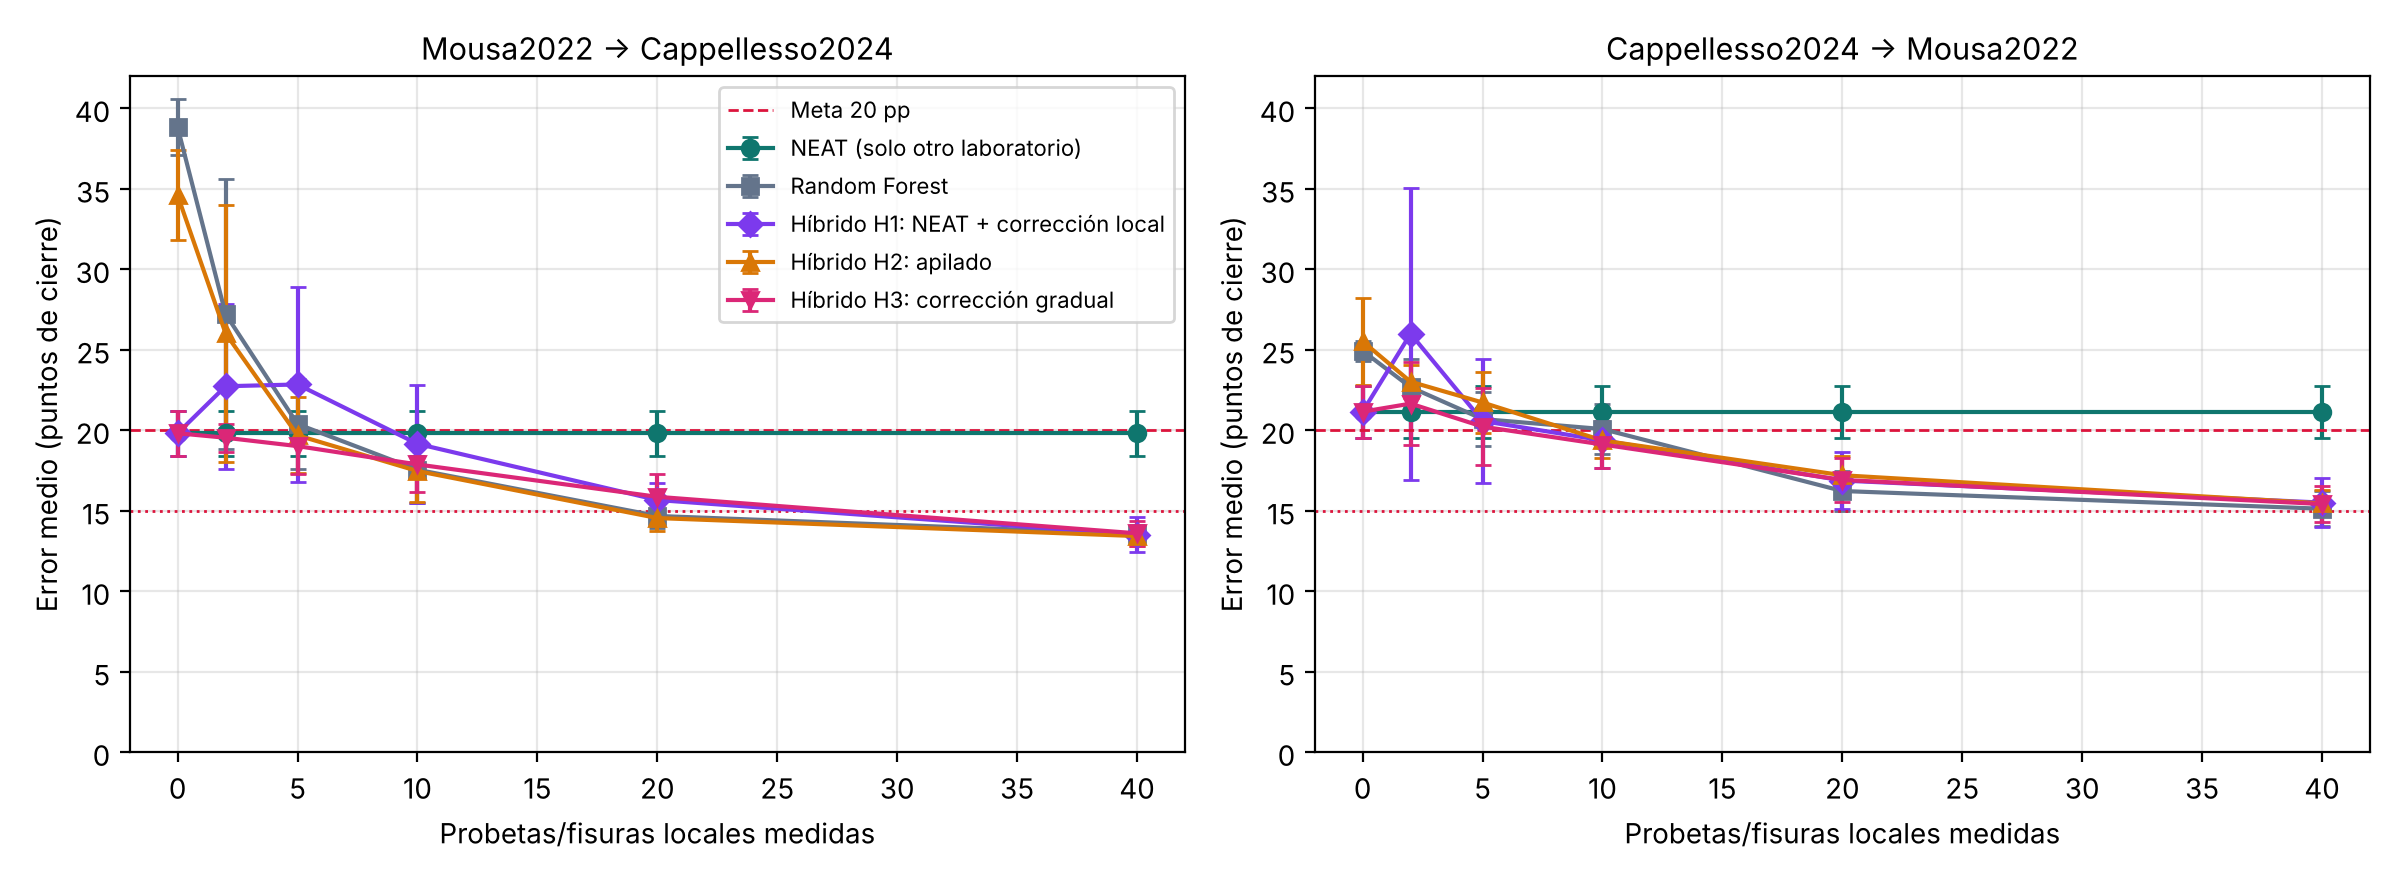 Mousa2022 → Cappellesso2024
Error medio (puntos de cierre)
40
35
30
25
20
15
10
5
0
Meta 20 pp
NEAT (solo otro laboratorio)
Random Forest
Híbrido H1: NEAT + corrección local
Híbrido H2: apilado
Híbrido H3: corrección gradual
0 5 10 15 20 25 30 35 40
Probetas/fisuras locales medidas
Cappellesso2024 → Mousa2022
Error medio (puntos de cierre)
40
35
30
25
20
15
10
5
0
0 5 10 15 20 25 30 35 40
Probetas/fisuras locales medidas